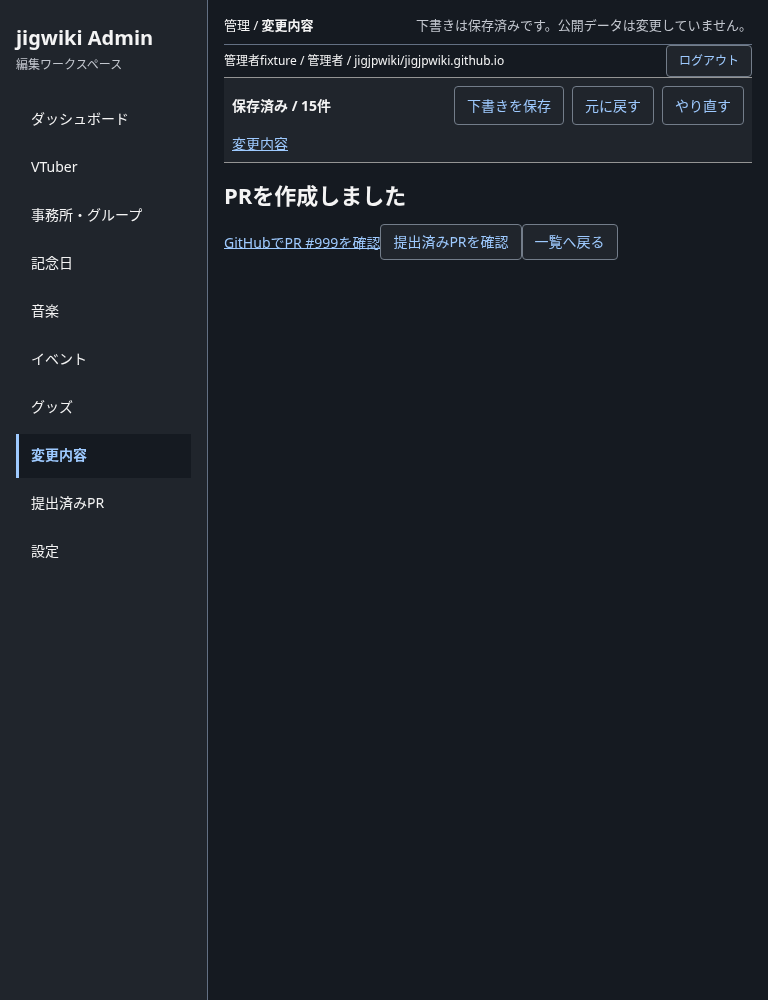 jigwiki Admin
編集ワークスペース
ダッシュボード
VTuber
事務所・グループ
記念日
音楽
イベント
グッズ
変更内容
提出済みPR
設定
管理 / 変更内容
下書きは保存済みです。公開データは変更していません。
管理者fixture / 管理者 / jigjpwiki/jigjpwiki.github.io
ログアウト
保存済み / 15件
下書きを保存
元に戻す
やり直す
変更内容
PRを作成しました
GitHubでPR #999を確認
提出済みPRを確認
一覧へ戻る